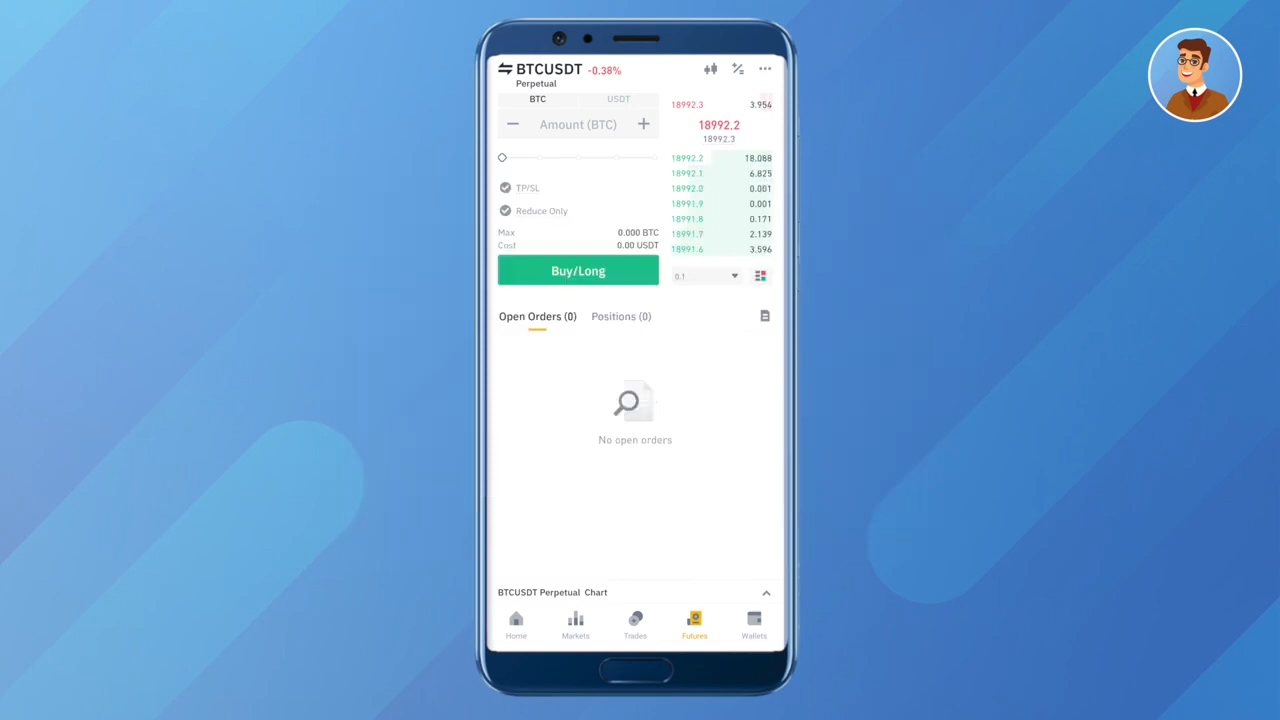 BTCUSDT -0.38%
Perpetual
BTC USDT
Amount (BTC)
TP/SL
Reduce Only
Max 0.000 BTC
Cost 0.00 USDT
Buy/Long
18992.3 3.954
18992.2
18992.3
18992.2 18.088
18992.1 6.825
18992.0 0.001
18991.9 0.001
18991.8 0.171
18991.7 2.139
18991.6 3.596
0.1
Open Orders (0) Positions (0)
No open orders
BTCUSDT Perpetual Chart
Home Markets Trades Futures Wallets